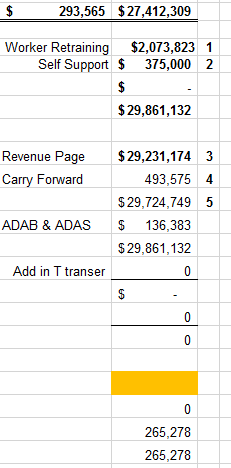 $ 293,565 $27,412,309
Worker Retraining $2,073,823 1
Self Support $ 375,000 2
$ -
$29,861,132
Revenue Page $29,231,174 3
Carry Forward 493,575 4
$29,724,749 5
ADAB & ADAS $ 136,383
$29,861,132
Add in T transer 0
$ -
0
0
0
265,278
265,278